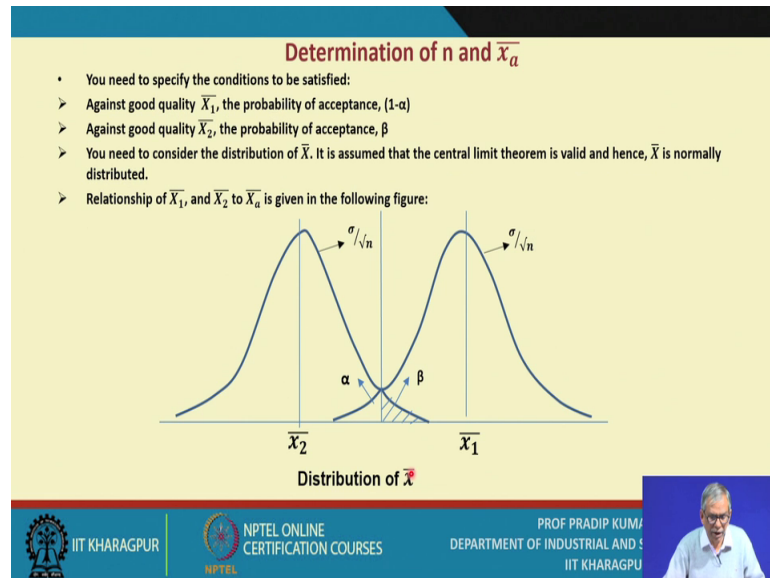 Determination of n and x̅ₐ
• You need to specify the conditions to be satisfied:
➢ Against good quality X̅₁, the probability of acceptance, (1-α)
➢ Against good quality X̅₂, the probability of acceptance, β
➢ You need to consider the distribution of X̅. It is assumed that the central limit theorem is valid and hence, X̅ is normally
distributed.
➢ Relationship of X̅₁, and X̅₂ to X̅ₐ is given in the following figure:
σ/√n
σ/√n
α
β
x̅₂
x̅₁
Distribution of x̅
IIT KHARAGPUR
NPTEL
NPTEL ONLINE
CERTIFICATION COURSES
PROF PRADIP KUMA
DEPARTMENT OF INDUSTRIAL AND S
IIT KHARAGPU